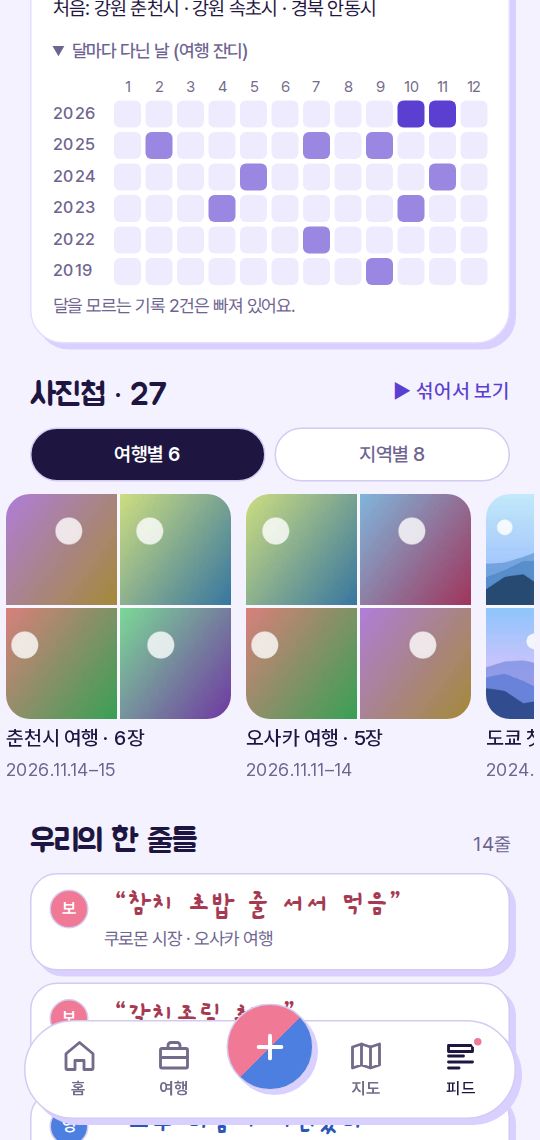 처음: 강원 춘천시 · 강원 속초시 · 경북 안동시
▼ 달마다 다닌 날 (여행 잔디)
1 2 3 4 5 6 7 8 9 10 11 12
2026
2025
2024
2023
2022
2019
달을 모르는 기록 2건은 빠져 있어요.
사진첩 · 27
▶ 섞어서 보기
여행별 6
지역별 8
춘천시 여행 · 6장
2026.11.14–15
오사카 여행 · 5장
2026.11.11–14
도쿄
2024.
우리의 한 줄들
14줄
보
“참치 초밥 줄 서서 먹음”
쿠로몬 시장 · 오사카 여행
보
“갈치조림
홈
여행
+
지도
피드